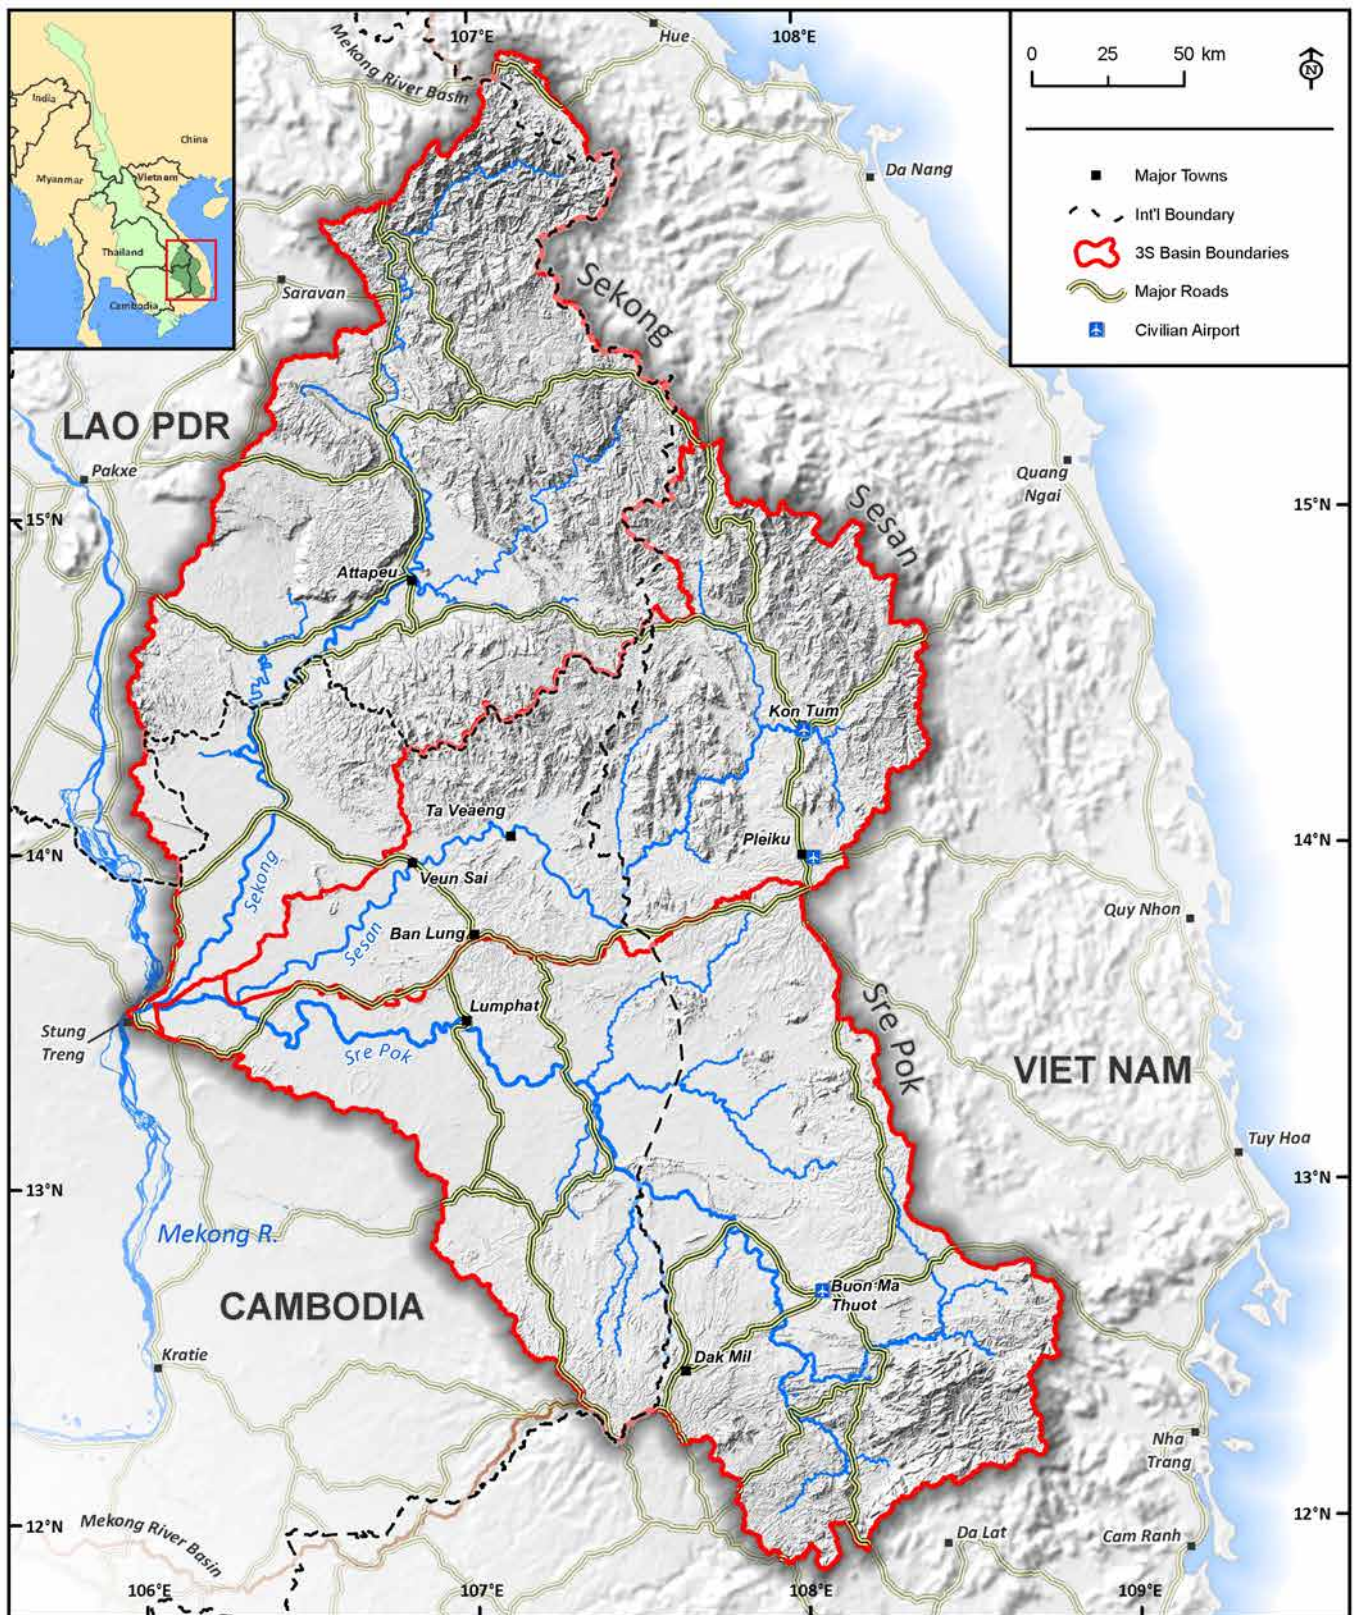 107°E
108°E
Hue
Mekong River Basin
0 25 50 km
N
India
China
Myanmar
Vietnam
Thailand
Cambodia
Major Towns
Int'l Boundary
3S Basin Boundaries
Major Roads
Civilian Airport
Da Nang
Saravan
Sekong
LAO PDR
Pakxe
Quang
Ngai
15°N
15°N
Sesan
Attapeu
Kon Tum
Ta Veaeng
Pleiku
14°N
14°N
Veun Sai
Sekong
Quy Nhon
Ban Lung
Sesan
Lumphat
Stung
Treng
Sre Pok
Sre Pok
VIET NAM
Tuy Hoa
13°N
13°N
Mekong R.
CAMBODIA
Buon Ma
Thuot
Kratie
Dak Mil
Nha
Trang
12°N
12°N
Mekong River
Basin
Da Lat
Cam Ranh
106°E
107°E
108°E
109°E